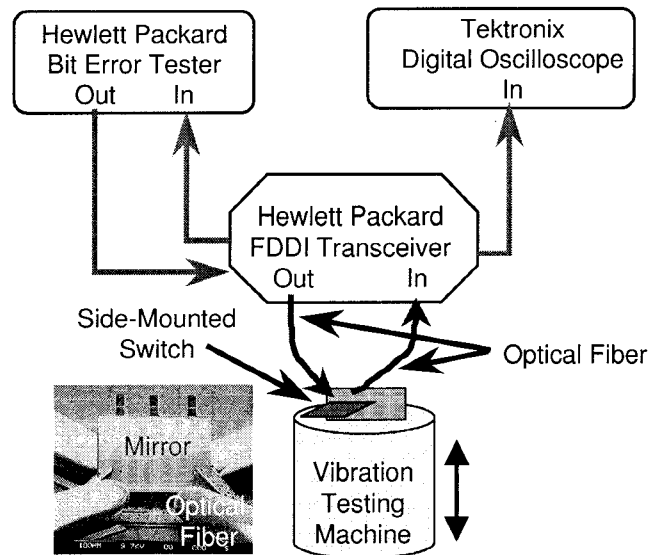 Hewlett Packard
Bit Error Tester
Out In
Tektronix
Digital Oscilloscope
In
Hewlett Packard
FDDI Transceiver
Out In
Side-Mounted
Switch
Optical Fiber
Mirror
Optical
Fiber
100µm
Vibration
Testing
Machine